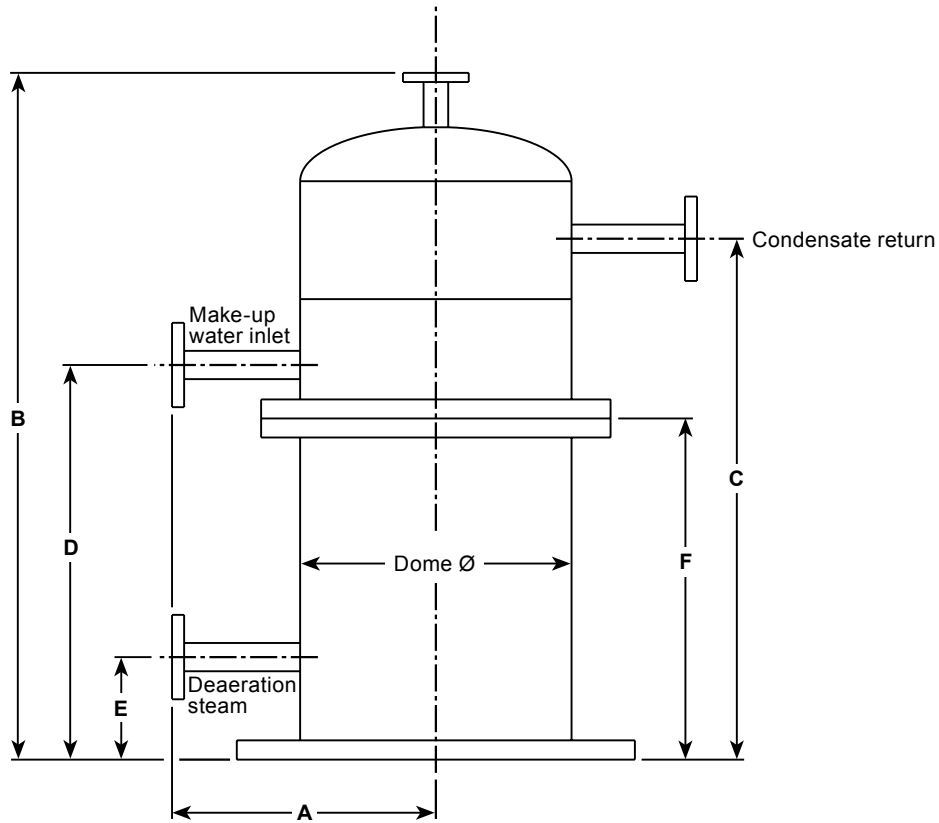 Condensate return
Make-up
water inlet
B
C
D
F
Dome Ø
Deaeration
steam
E
A